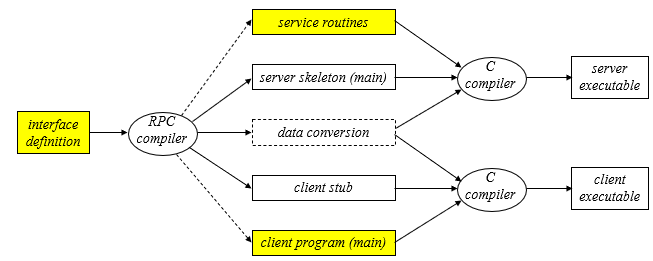 service routines
server skeleton (main)
C
compiler
server
executable
interface
definition
RPC
compiler
data conversion
client stub
C
compiler
client
executable
client program (main)